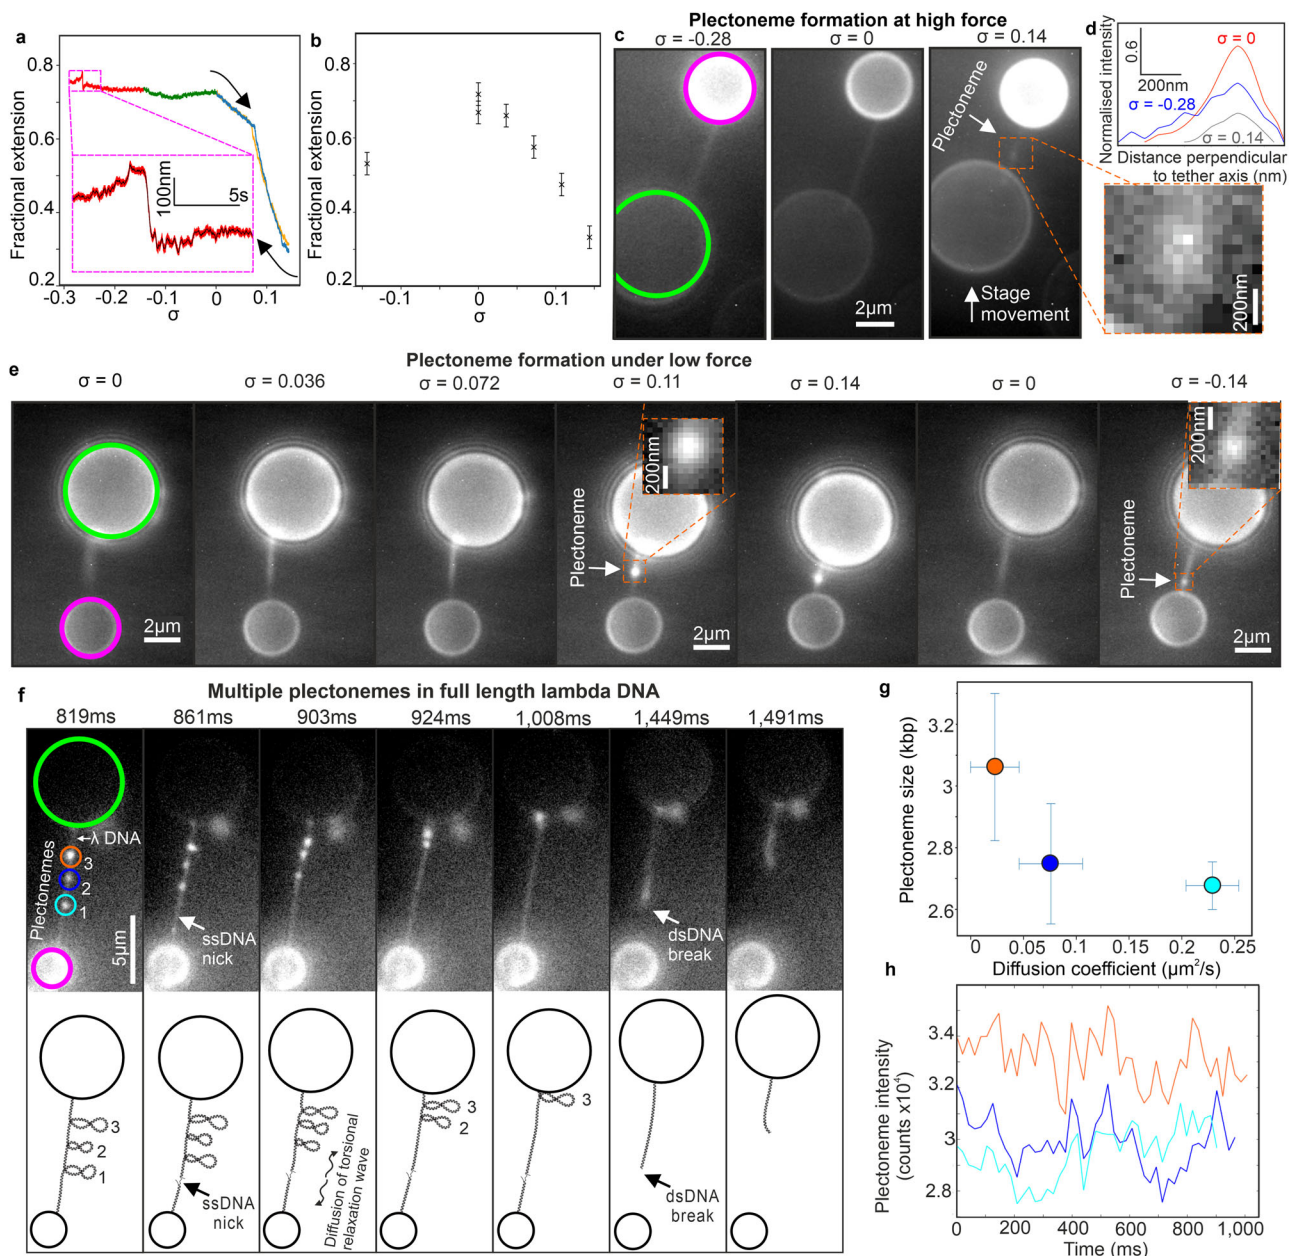 a
Fractional extension
0.8
0.6
0.4
0.2
100nm
5s
-0.3
-0.2
-0.1
0
0.1
σ
b
Fractional extension
0.8
0.6
0.4
0.2
-0.1
0
0.1
σ
Plectoneme formation at high force
c
σ = -0.28
σ = 0
σ = 0.14
Plectoneme
2µm
Stage
movement
d
Normalised intensity
0.6
200nm
σ = 0
σ = -0.28
σ = 0.14
Distance perpendicular
to tether axis (nm)
200nm
Plectoneme formation under low force
e
σ = 0
σ = 0.036
σ = 0.072
σ = 0.11
σ = 0.14
σ = 0
σ = -0.14
2µm
Plectoneme
200nm
2µm
Plectoneme
200nm
2µm
f
Multiple plectonemes in full length lambda DNA
819ms
861ms
903ms
924ms
1,008ms
1,449ms
1,491ms
λ DNA
Plectonemes
3
2
1
5µm
ssDNA
nick
dsDNA
break
3
2
1
ssDNA
nick
Diffusion of torsional
relaxation wave
3
2
3
dsDNA
break
g
Plectoneme size (kbp)
3.2
3
2.8
2.6
0
0.05
0.1
0.15
0.2
0.25
Diffusion coefficient (µm²/s)
h
Plectoneme intensity
(counts x10⁴)
3.4
3.2
3
2.8
0
200
400
600
800
1,000
Time (ms)